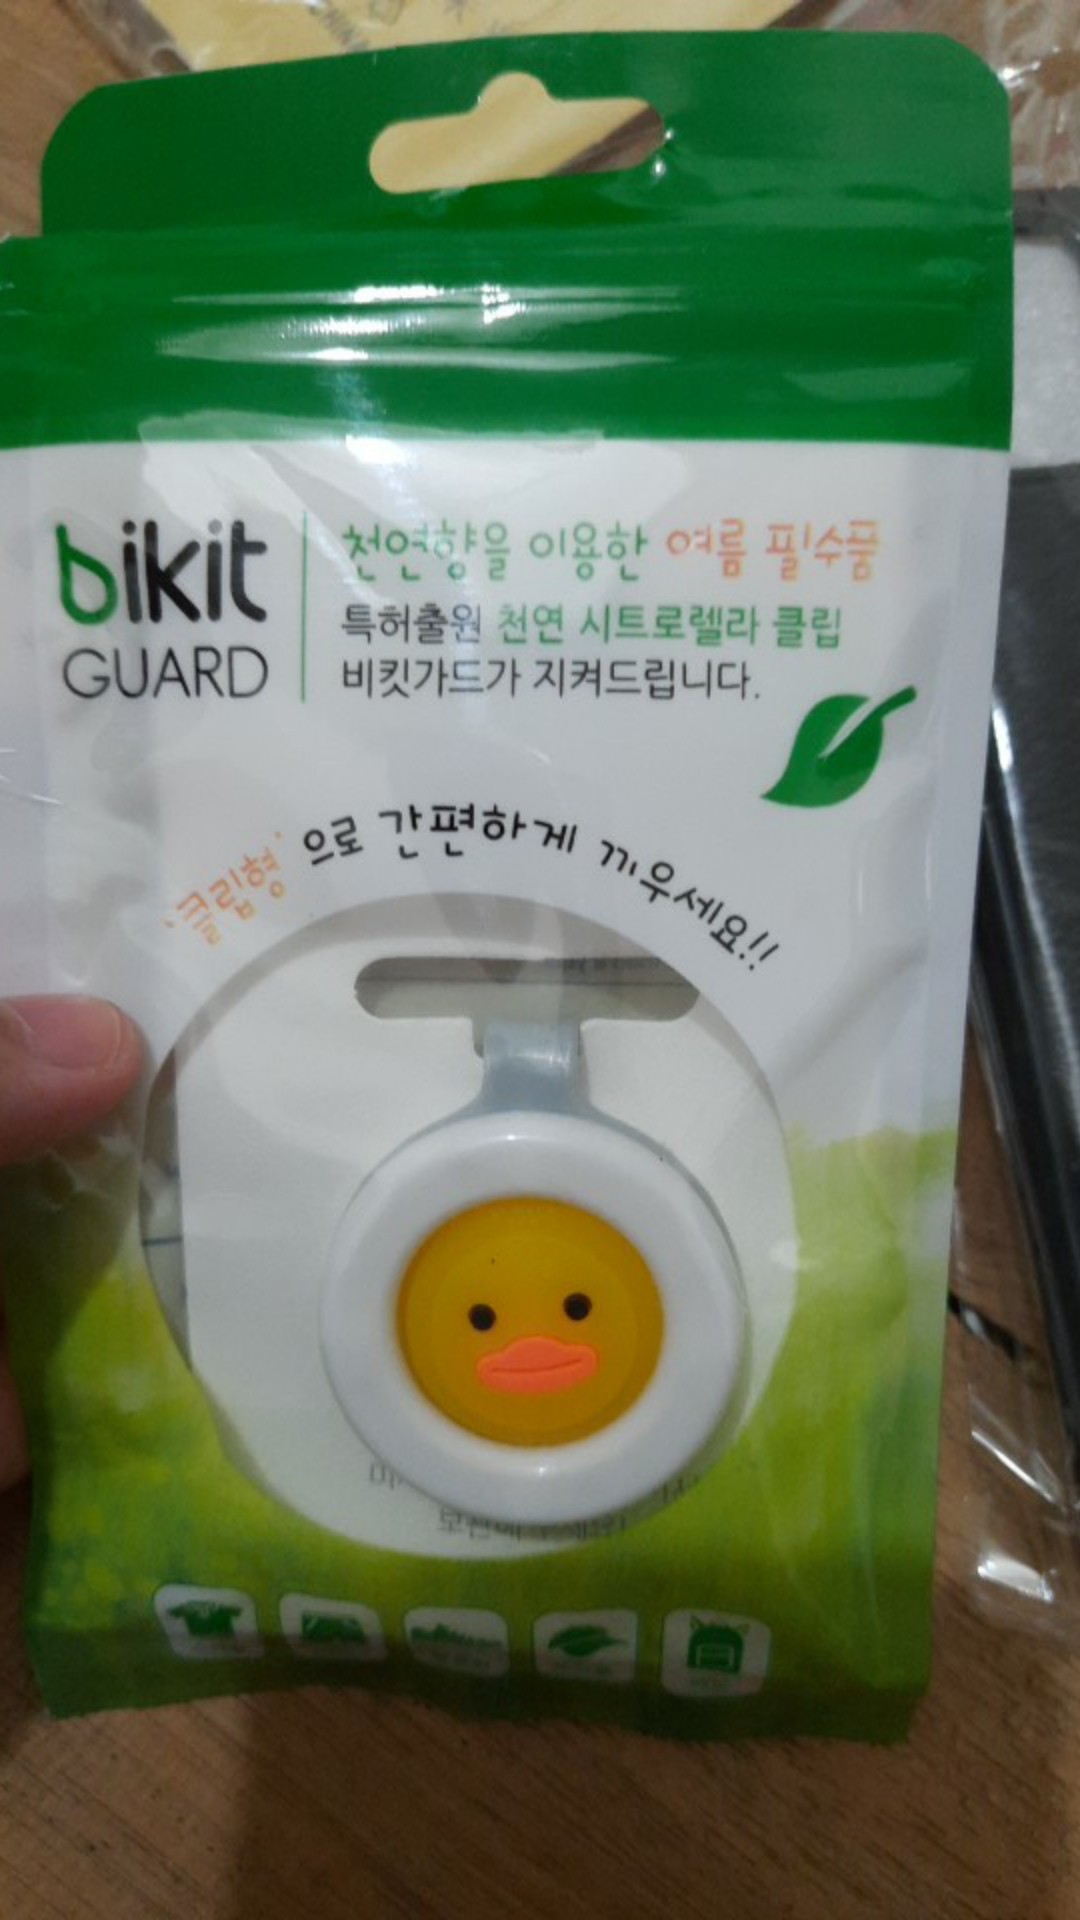 bikit
GUARD
천연향을 이용한 여름 필수품
특허출원 천연 시트로렐라 클립
비킷가드가 지켜드립니다.
'클립형' 으로 간편하게 끼우세요!!